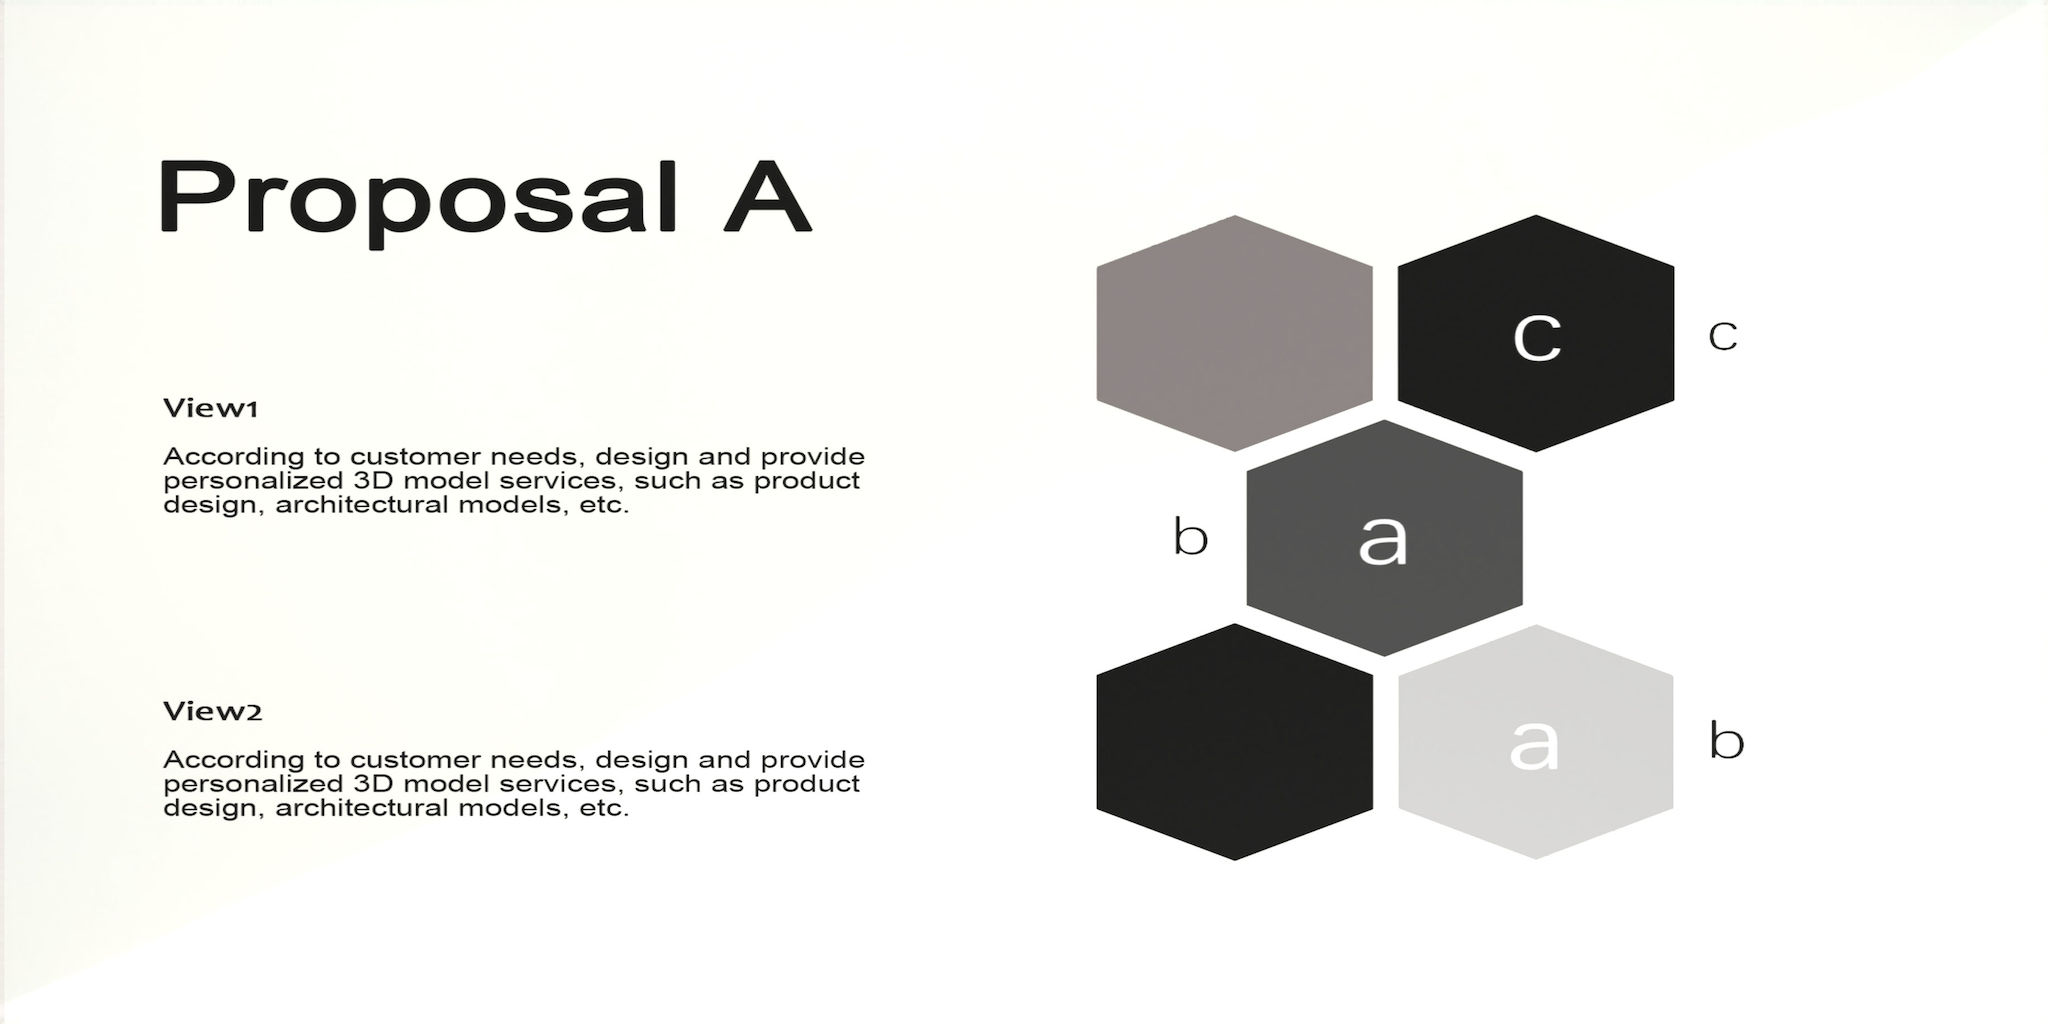 Proposal A
View1
According to customer needs, design and provide
personalized 3D model services, such as product
design, architectural models, etc.
View2
According to customer needs, design and provide
personalized 3D model services, such as product
design, architectural models, etc.
c
c
b
a
a
b